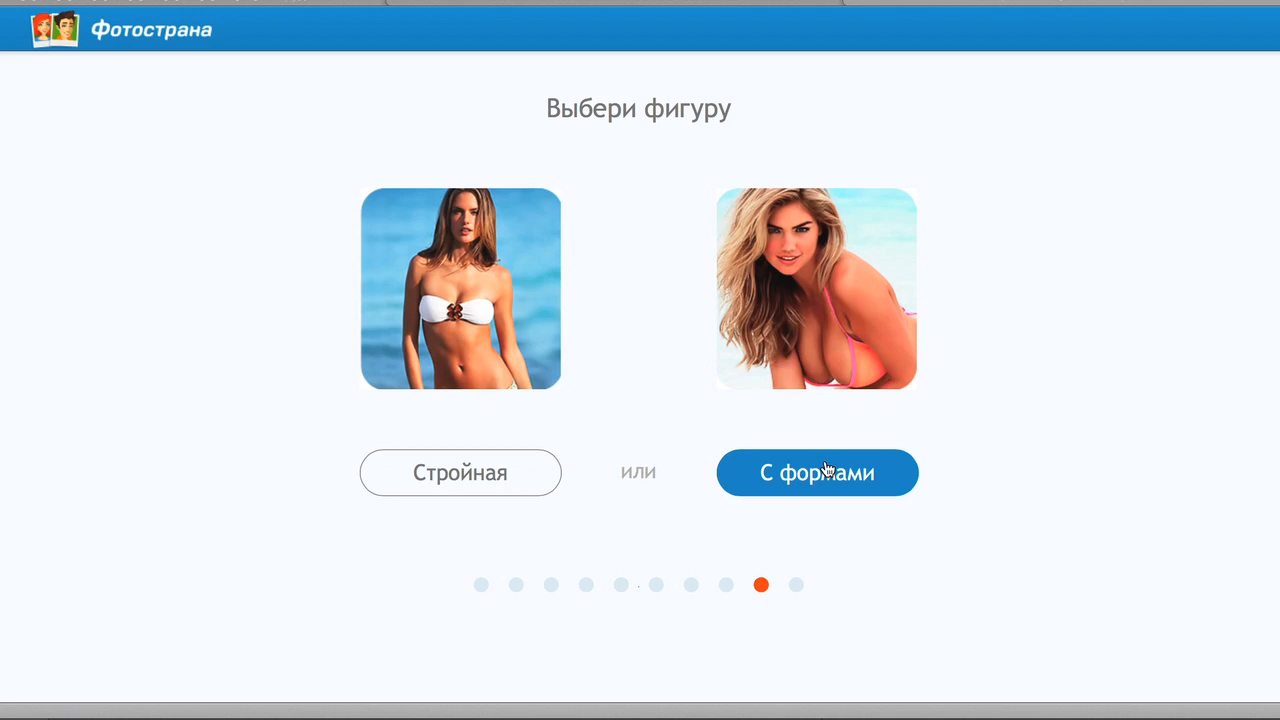 Фотострана
Выбери фигуру
Стройная
или
С формами